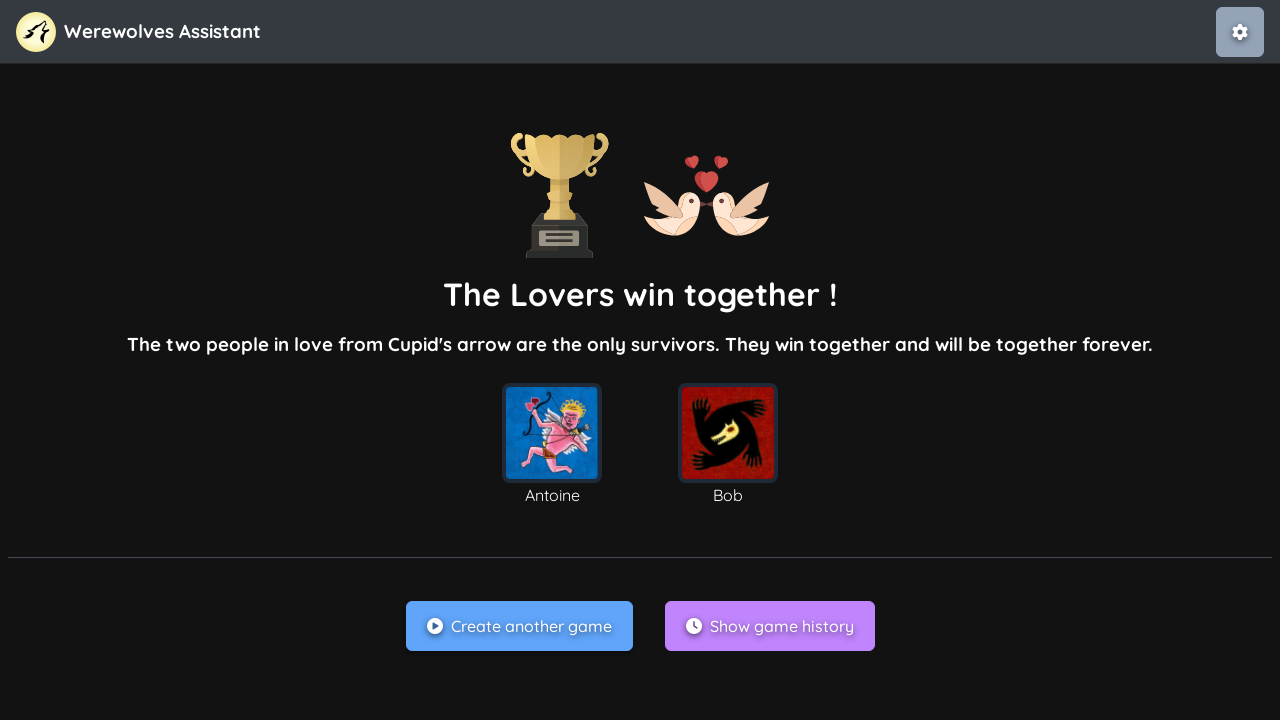 Werewolves Assistant
The Lovers win together !
The two people in love from Cupid's arrow are the only survivors. They win together and will be together forever.
Antoine
Bob
Create another game
Show game history